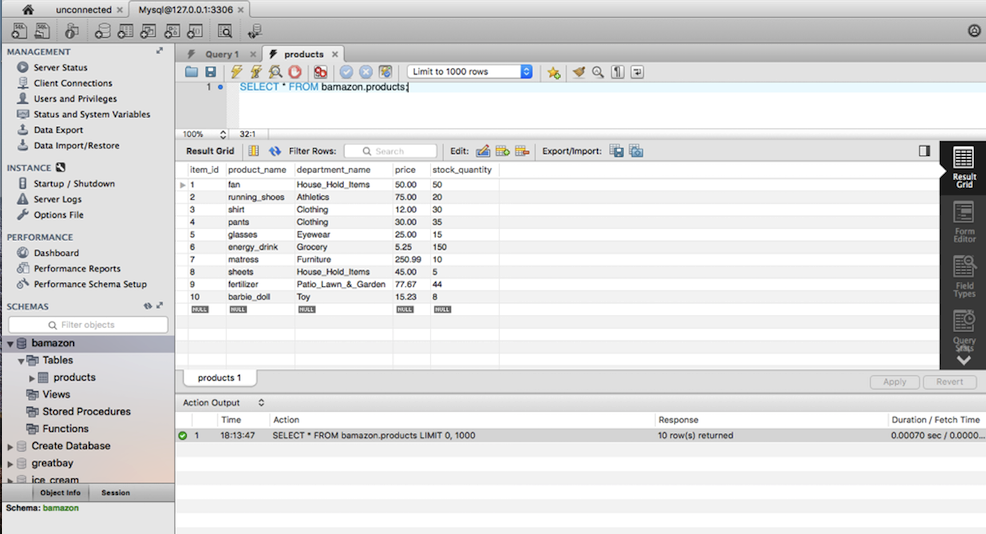 unconnected
Mysql@127.0.0.1:3306
MANAGEMENT
Server Status
Client Connections
Users and Privileges
Status and System Variables
Data Export
Data Import/Restore
INSTANCE
Startup / Shutdown
Server Logs
Options File
PERFORMANCE
Dashboard
Performance Reports
Performance Schema Setup
SCHEMAS
Filter objects
bamazon
Tables
products
Views
Stored Procedures
Functions
Create Database
greatbay
ice_cream
Object Info Session
Schema: bamazon
Query 1 products
Limit to 1000 rows
1 SELECT * FROM bamazon.products;
100% 32:1
Result Grid Filter Rows: Search Edit: Export/Import:
item_id product_name department_name price stock_quantity
1 fan House_Hold_Items 50.00 50
2 running_shoes Athletics 75.00 20
3 shirt Clothing 12.00 30
4 pants Clothing 30.00 35
5 glasses Eyewear 25.00 15
6 energy_drink Grocery 5.25 150
7 matress Furniture 250.99 10
8 sheets House_Hold_Items 45.00 5
9 fertilizer Patio_Lawn_&_Garden 77.67 44
10 barbie_doll Toy 15.23 8
NULL NULL NULL NULL NULL
Result
Grid
Form
Editor
Field
Types
Query
Stats
products 1
Apply Revert
Action Output
Time Action Response Duration / Fetch Time
1 18:13:47 SELECT * FROM bamazon.products LIMIT 0, 1000 10 row(s) returned 0.00070 sec / 0.0000...